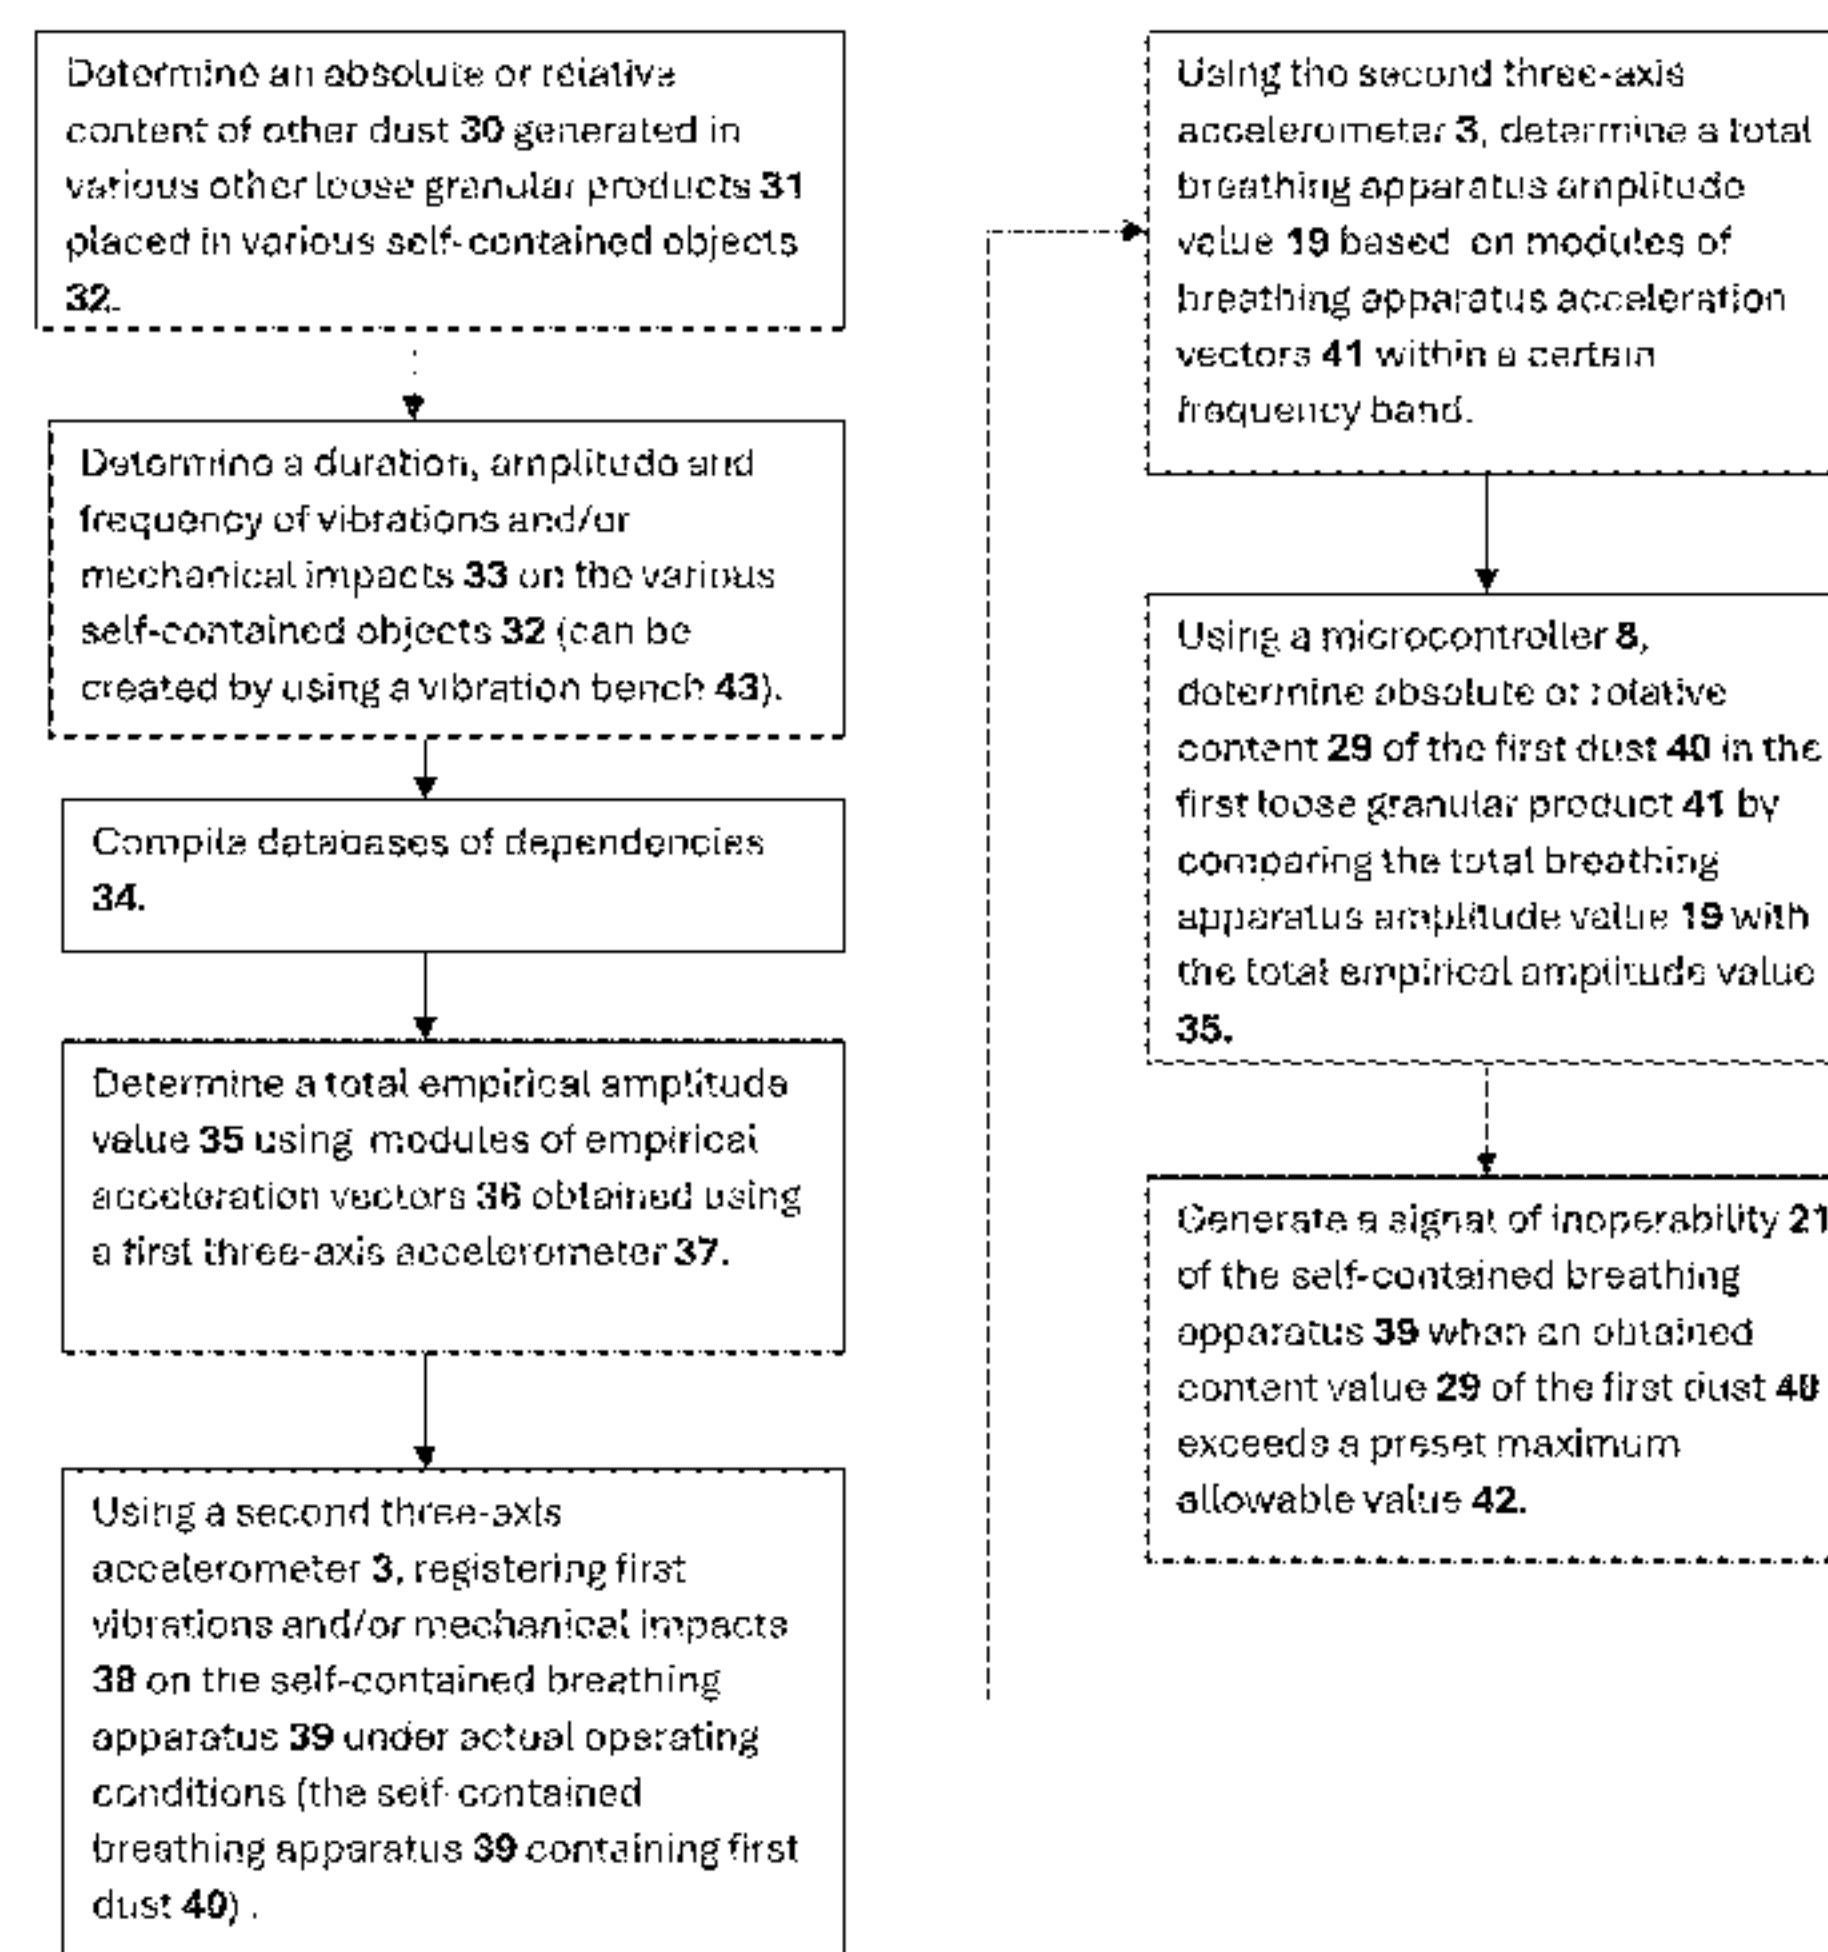 Determine an absolute or relative
content of other dust 30 generated in
various other loose granular products 31
placed in various self-contained objects
32.
Determine a duration, amplitude and
frequency of vibrations and/or
mechanical impacts 33 on the various
self-contained objects 32 (can be
created by using a vibration bench 43).
Compile databases of dependencies
34.
Determine a total empirical amplitude
value 35 using modules of empirical
acceleration vectors 36 obtained using
a first three-axis accelerometer 37.
Using a second three-axis
accelerometer 3, registering first
vibrations and/or mechanical impacts
38 on the self-contained breathing
apparatus 39 under actual operating
conditions (the self-contained
breathing apparatus 39 containing first
dust 40) .
Using the second three-axis
accelerometer 3, determine a total
breathing apparatus amplitude
value 19 based on modules of
breathing apparatus acceleration
vectors 41 within a certain
frequency band.
Using a microcontroller 8,
determine absolute or relative
content 29 of the first dust 40 in the
first loose granular product 41 by
comparing the total breathing
apparatus amplitude value 19 with
the total empirical amplitude value
35.
Generate a signal of inoperability 21
of the self-contained breathing
apparatus 39 when an obtained
content value 29 of the first dust 40
exceeds a preset maximum
allowable value 42.